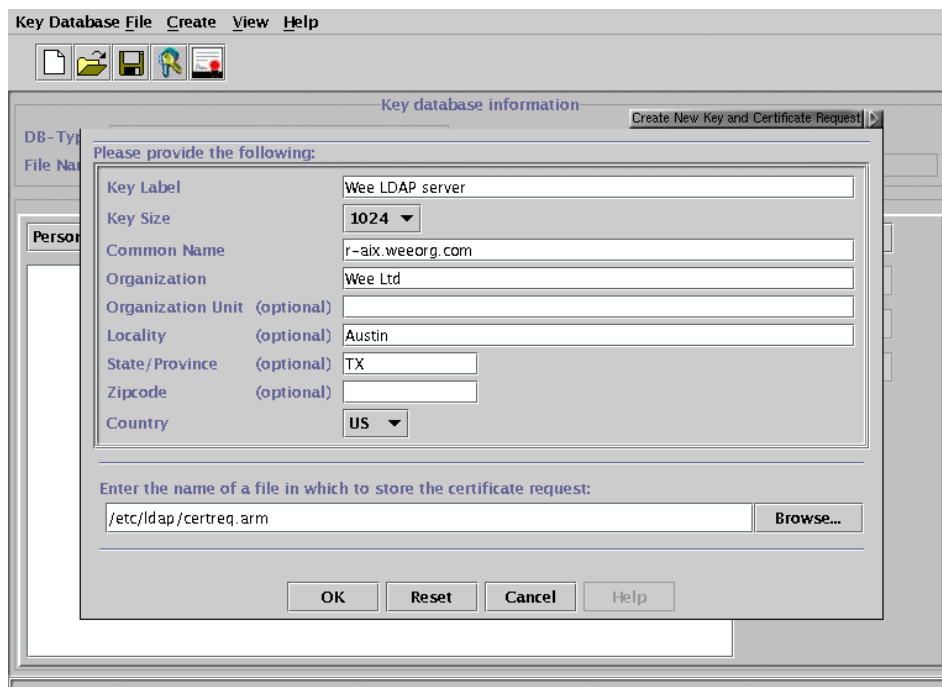 Key Database File Create View Help
Key database information
Create New Key and Certificate Request
DB-Typ
File Nar
Please provide the following:
Key Label Wee LDAP server
Key Size 1024
Person
Common Name r-aix.weeorg.com
Organization Wee Ltd
Organization Unit (optional)
Locality (optional) Austin
State/Province (optional) TX
Zipcode (optional)
Country US
Enter the name of a file in which to store the certificate request:
/etc/ldap/certreq.arm Browse...
OK Reset Cancel Help